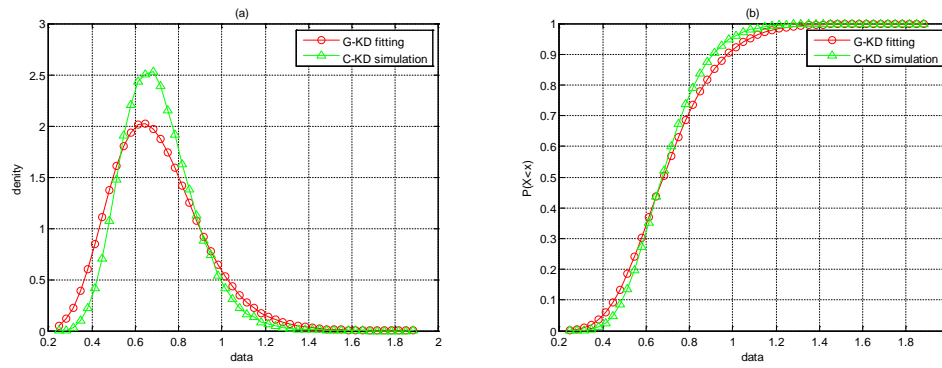 (a)
3
2.5
2
1.5
1
0.5
0
denity
0.2 0.4 0.6 0.8 1 1.2 1.4 1.6 1.8 2
data
G-KD fitting
C-KD simulation
(b)
1
0.9
0.8
0.7
0.6
0.5
0.4
0.3
0.2
0.1
0
P(X<x)
0.2 0.4 0.6 0.8 1 1.2 1.4 1.6 1.8
data
G-KD fitting
C-KD simulation